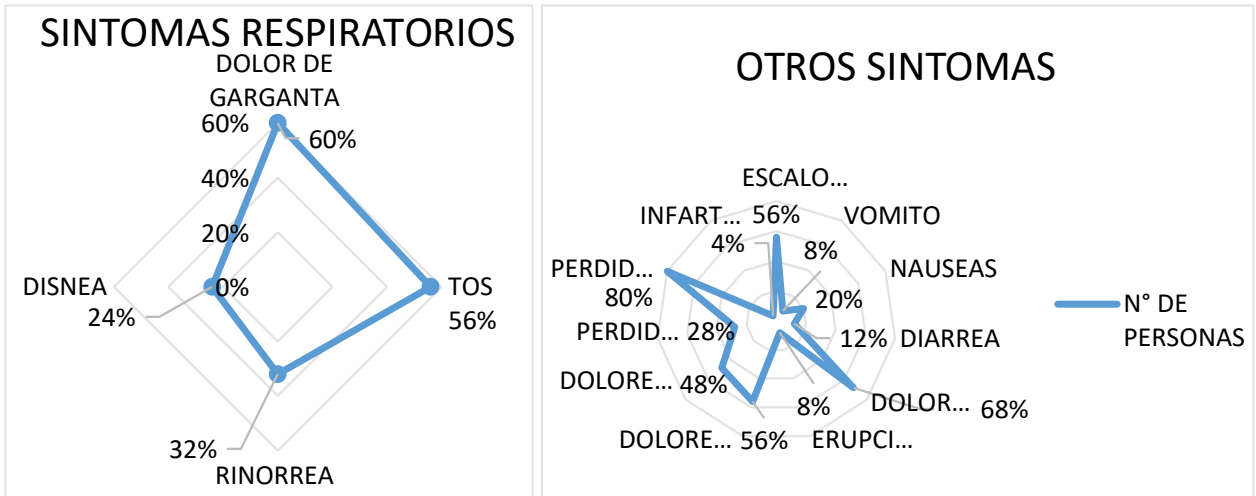 SINTOMAS RESPIRATORIOS
DOLOR DE
GARGANTA
60%
60%
40%
20%
0%
DISNEA
24%
TOS
56%
32%
RINORREA
OTROS SINTOMAS
ESCALO...
56%
VOMITO
8%
NAUSEAS
20%
DIARREA
12%
DOLOR...
68%
ERUPCI...
8%
DOLORE...
56%
DOLORE...
48%
PERDID...
28%
PERDID...
80%
INFART...
4%
N° DE
PERSONAS